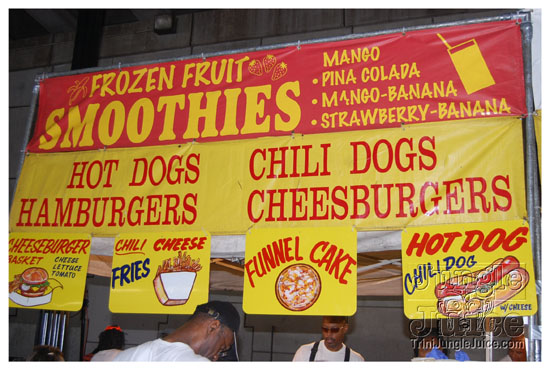 FROZEN FRUIT
SMOOTHIES
MANGO
• PINA COLADA
• MANGO-BANANA
• STRAWBERRY-BANANA
HOT DOGS
HAMBURGERS
CHILI DOGS
CHEESBURGERS
CHEESEBURGER
BASKET
CHEESE
LETTUCE
TOMATO
CHILI CHEESE
FRIES
FUNNEL CAKE
HOT DOG
CHILI DOG
W/CHEESE
Jungle
Juice
TriniJungleJuice.com